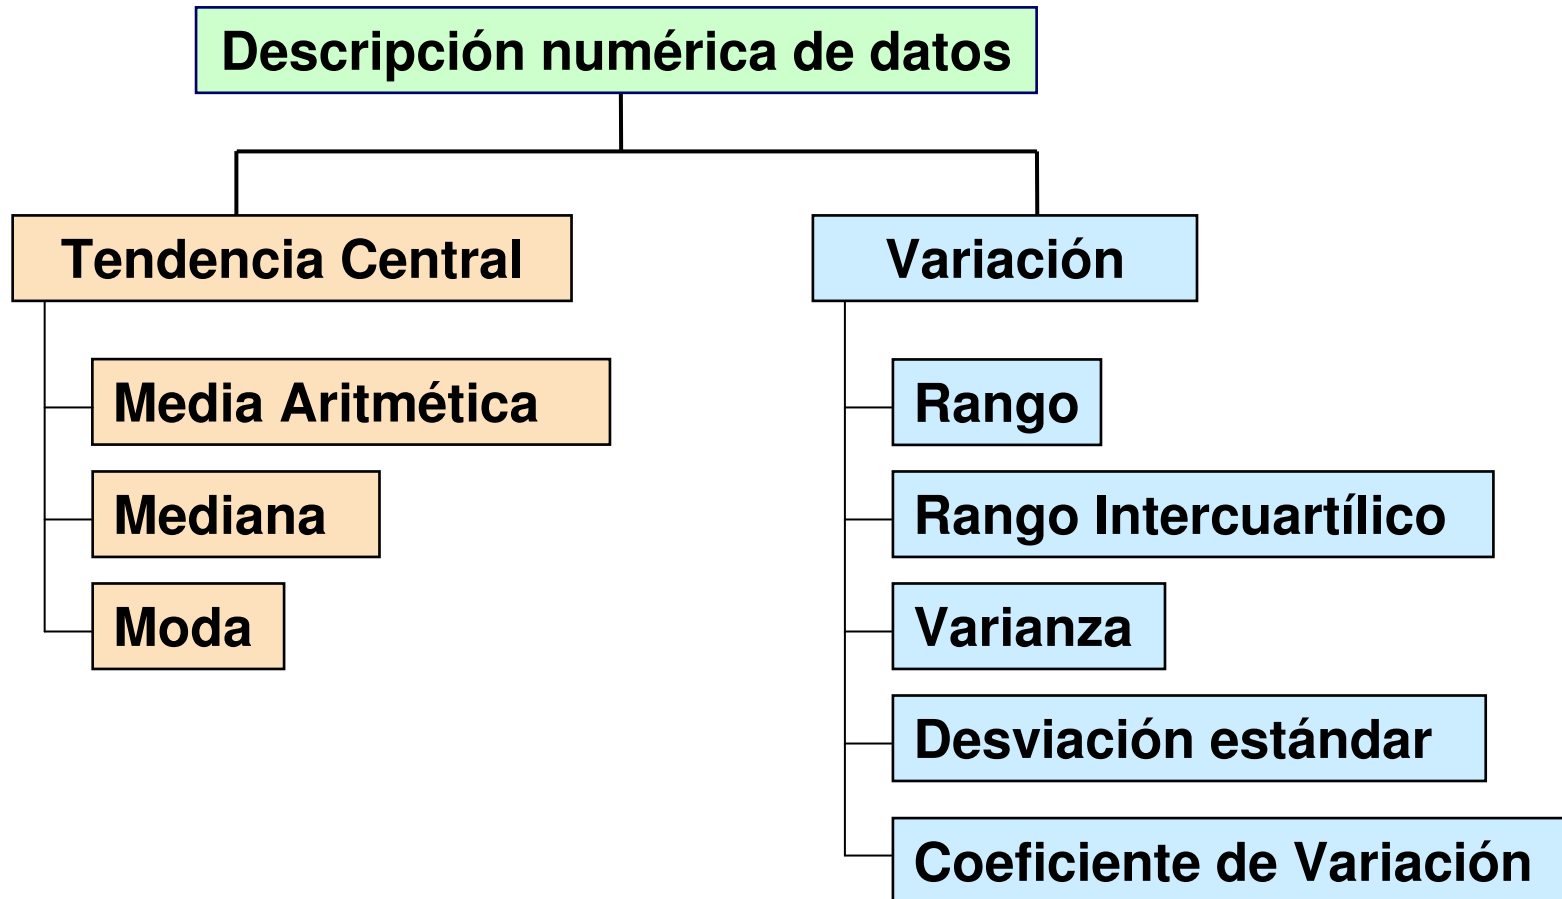 Descripción numérica de datos
Tendencia Central
Media Aritmética
Mediana
Moda
Variación
Rango
Rango Intercuartílico
Varianza
Desviación estándar
Coeficiente de Variación